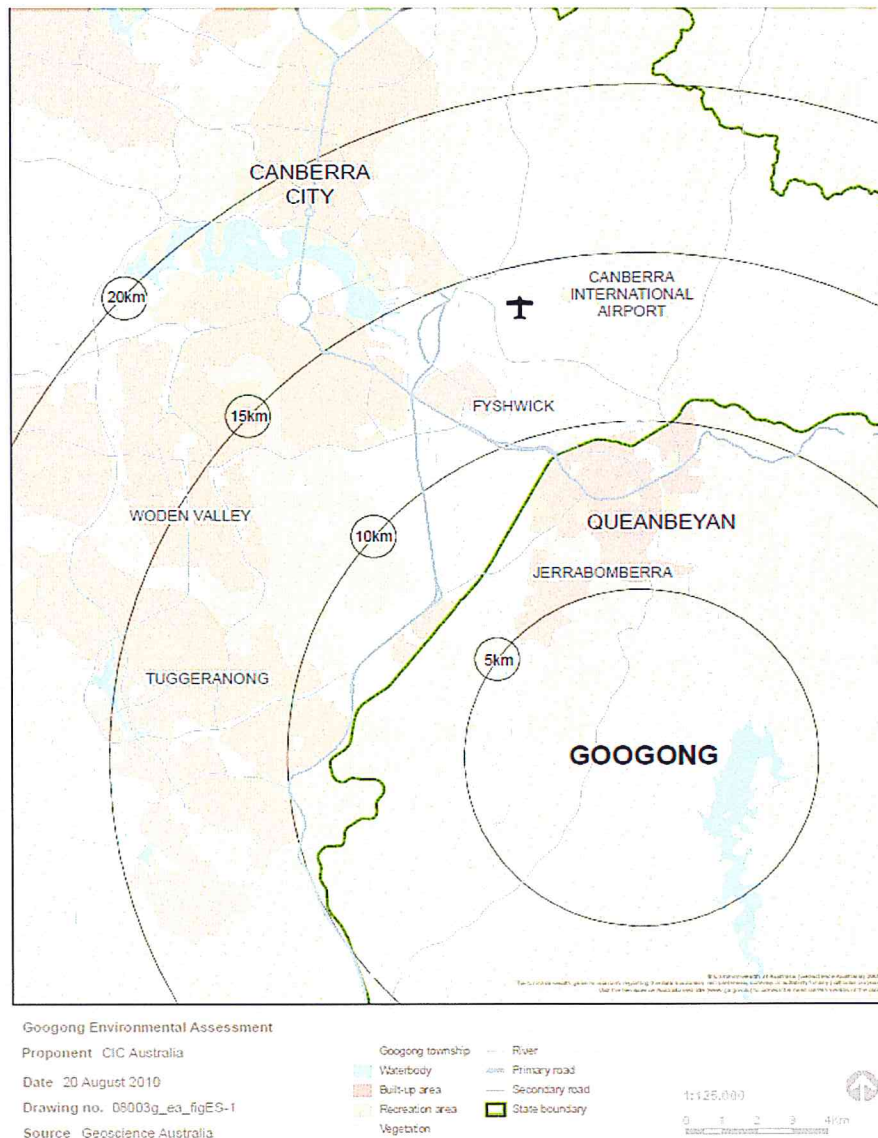 CANBERRA
CITY
20km
CANBERRA
INTERNATIONAL
AIRPORT
15km
FYSHWICK
WODEN VALLEY
10km
QUEANBEYAN
JERRABOMBERRA
5km
TUGGERANONG
GOOGONG
Googong Environmental Assessment
Proponent CIC Australia
Date 20 August 2010
Drawing no. 08003g_ea_figES-1
Source Geoscience Australia
Googong township
Waterbody
Built-up area
Recreation area
Vegetation
River
Primary road
Secondary road
State boundary
1:125,000
0 1 2 3 4Km